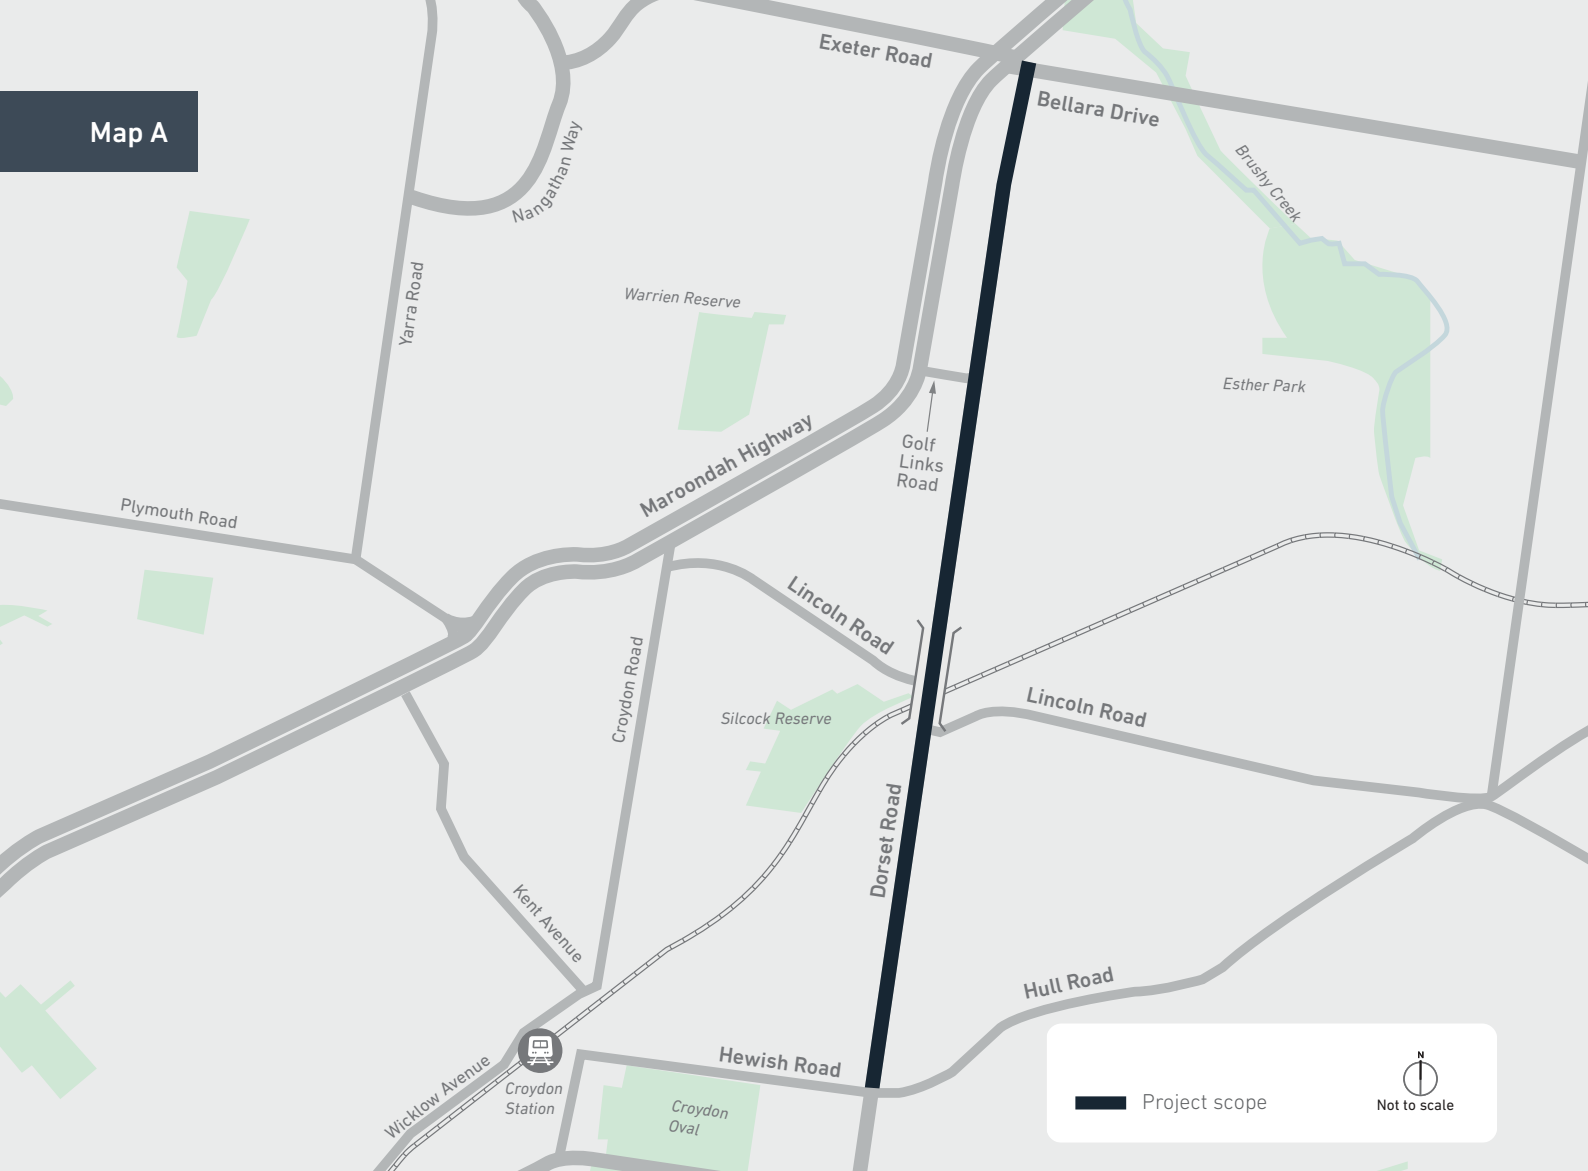 Exeter Road
Bellara Drive
Map A
Nangathan Way
Brushy Creek
Yarra Road
Warrien Reserve
Esther Park
Maroondah Highway
Golf
Links
Road
Plymouth Road
Lincoln Road
Croydon Road
Silcock Reserve
Lincoln Road
Dorset Road
Kent Avenue
Hull Road
Hewish Road
Wicklow Avenue
Croydon
Station
Croydon
Oval
Project scope
N
Not to scale